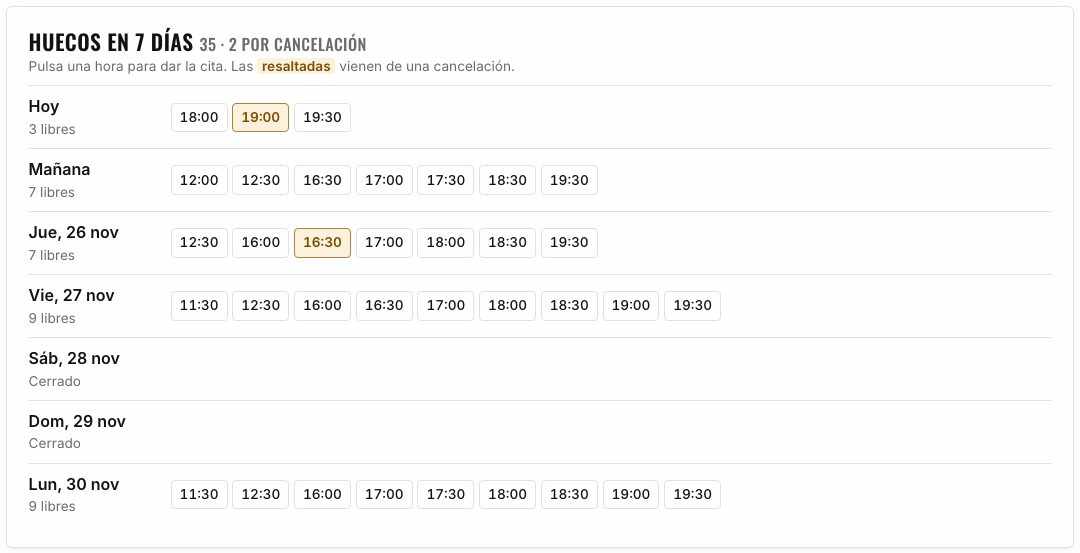 HUECOS EN 7 DÍAS 35 · 2 POR CANCELACIÓN
Pulsa una hora para dar la cita. Las resaltadas vienen de una cancelación.
Hoy
3 libres
18:00 19:00 19:30
Mañana
7 libres
12:00 12:30 16:30 17:00 17:30 18:30 19:30
Jue, 26 nov
7 libres
12:30 16:00 16:30 17:00 18:00 18:30 19:30
Vie, 27 nov
9 libres
11:30 12:30 16:00 16:30 17:00 18:00 18:30 19:00 19:30
Sáb, 28 nov
Cerrado
Dom, 29 nov
Cerrado
Lun, 30 nov
9 libres
11:30 12:30 16:00 17:00 17:30 18:00 18:30 19:00 19:30